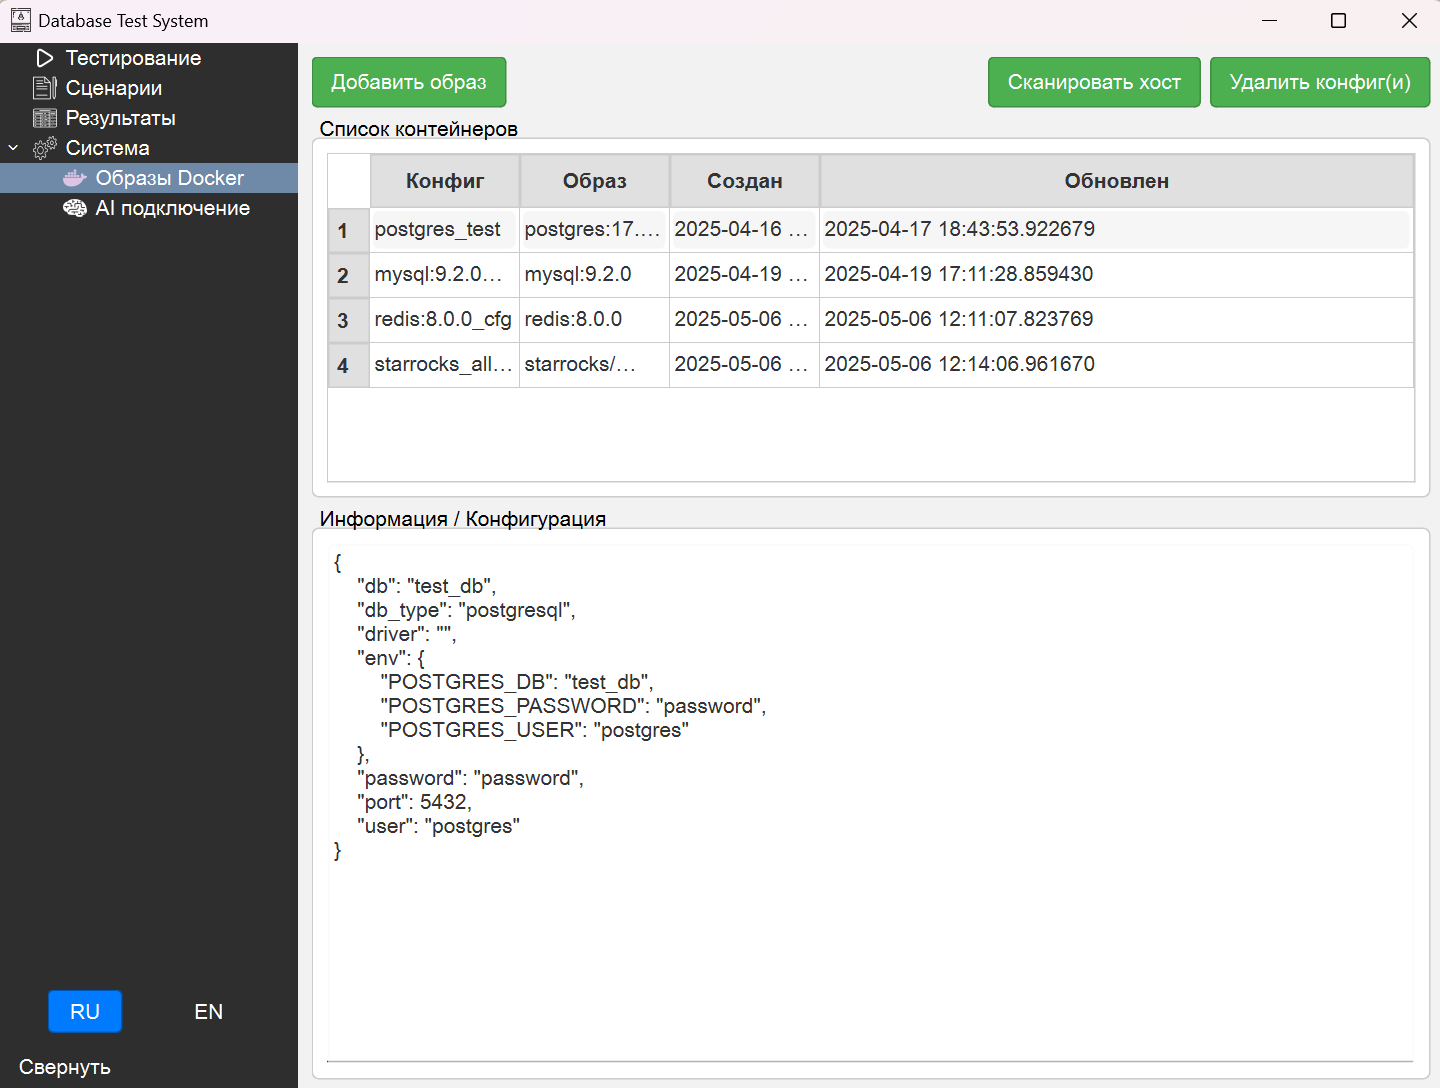 Database Test System
Тестирование
Сценарии
Результаты
Система
Образы Docker
AI подключение
RU EN
Свернуть
Добавить образ Сканировать хост Удалить конфиг(и)
Список контейнеров
Конфиг Образ Создан Обновлен
1 postgres_test postgres:17.… 2025-04-16 … 2025-04-17 18:43:53.922679
2 mysql:9.2.0… mysql:9.2.0 2025-04-19 … 2025-04-19 17:11:28.859430
3 redis:8.0.0_cfg redis:8.0.0 2025-05-06 … 2025-05-06 12:11:07.823769
4 starrocks_all… starrocks/… 2025-05-06 … 2025-05-06 12:14:06.961670
Информация / Конфигурация
{
"db": "test_db",
"db_type": "postgresql",
"driver": "",
"env": {
"POSTGRES_DB": "test_db",
"POSTGRES_PASSWORD": "password",
"POSTGRES_USER": "postgres"
},
"password": "password",
"port": 5432,
"user": "postgres"
}